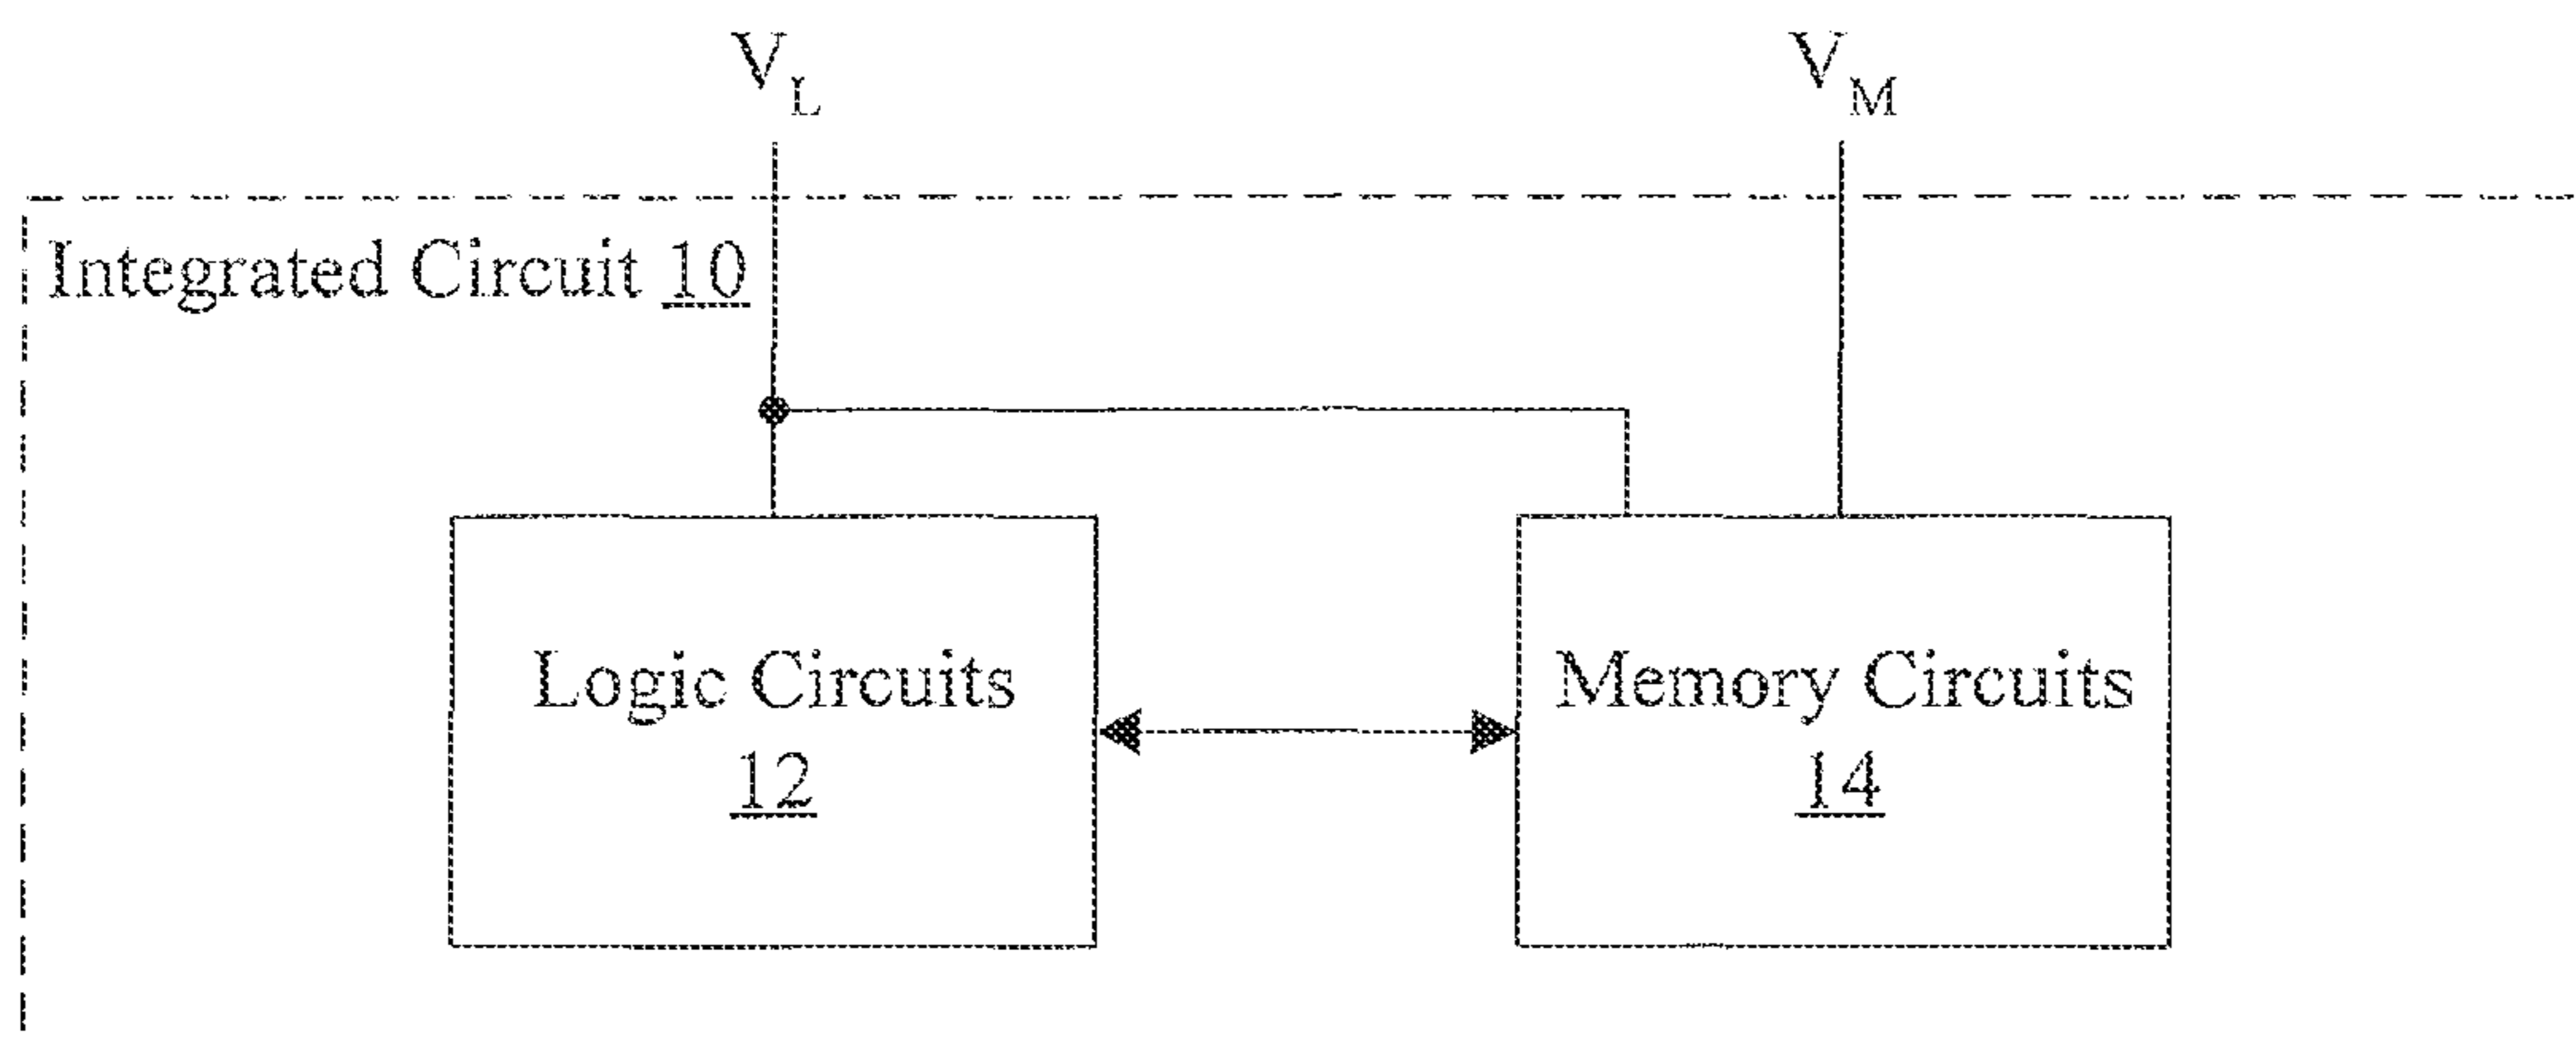 V_L
V_M
Integrated Circuit 10
Logic Circuits
12
Memory Circuits
14